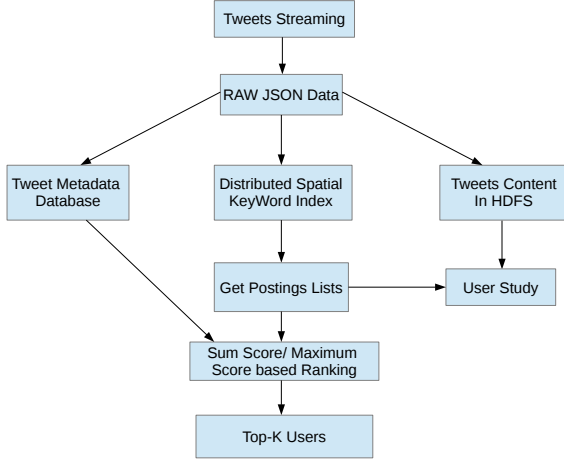 Tweets Streaming
RAW JSON Data
Tweet Metadata
Database
Distributed Spatial
KeyWord Index
Tweets Content
In HDFS
Get Postings Lists
User Study
Sum Score/ Maximum
Score based Ranking
Top-K Users